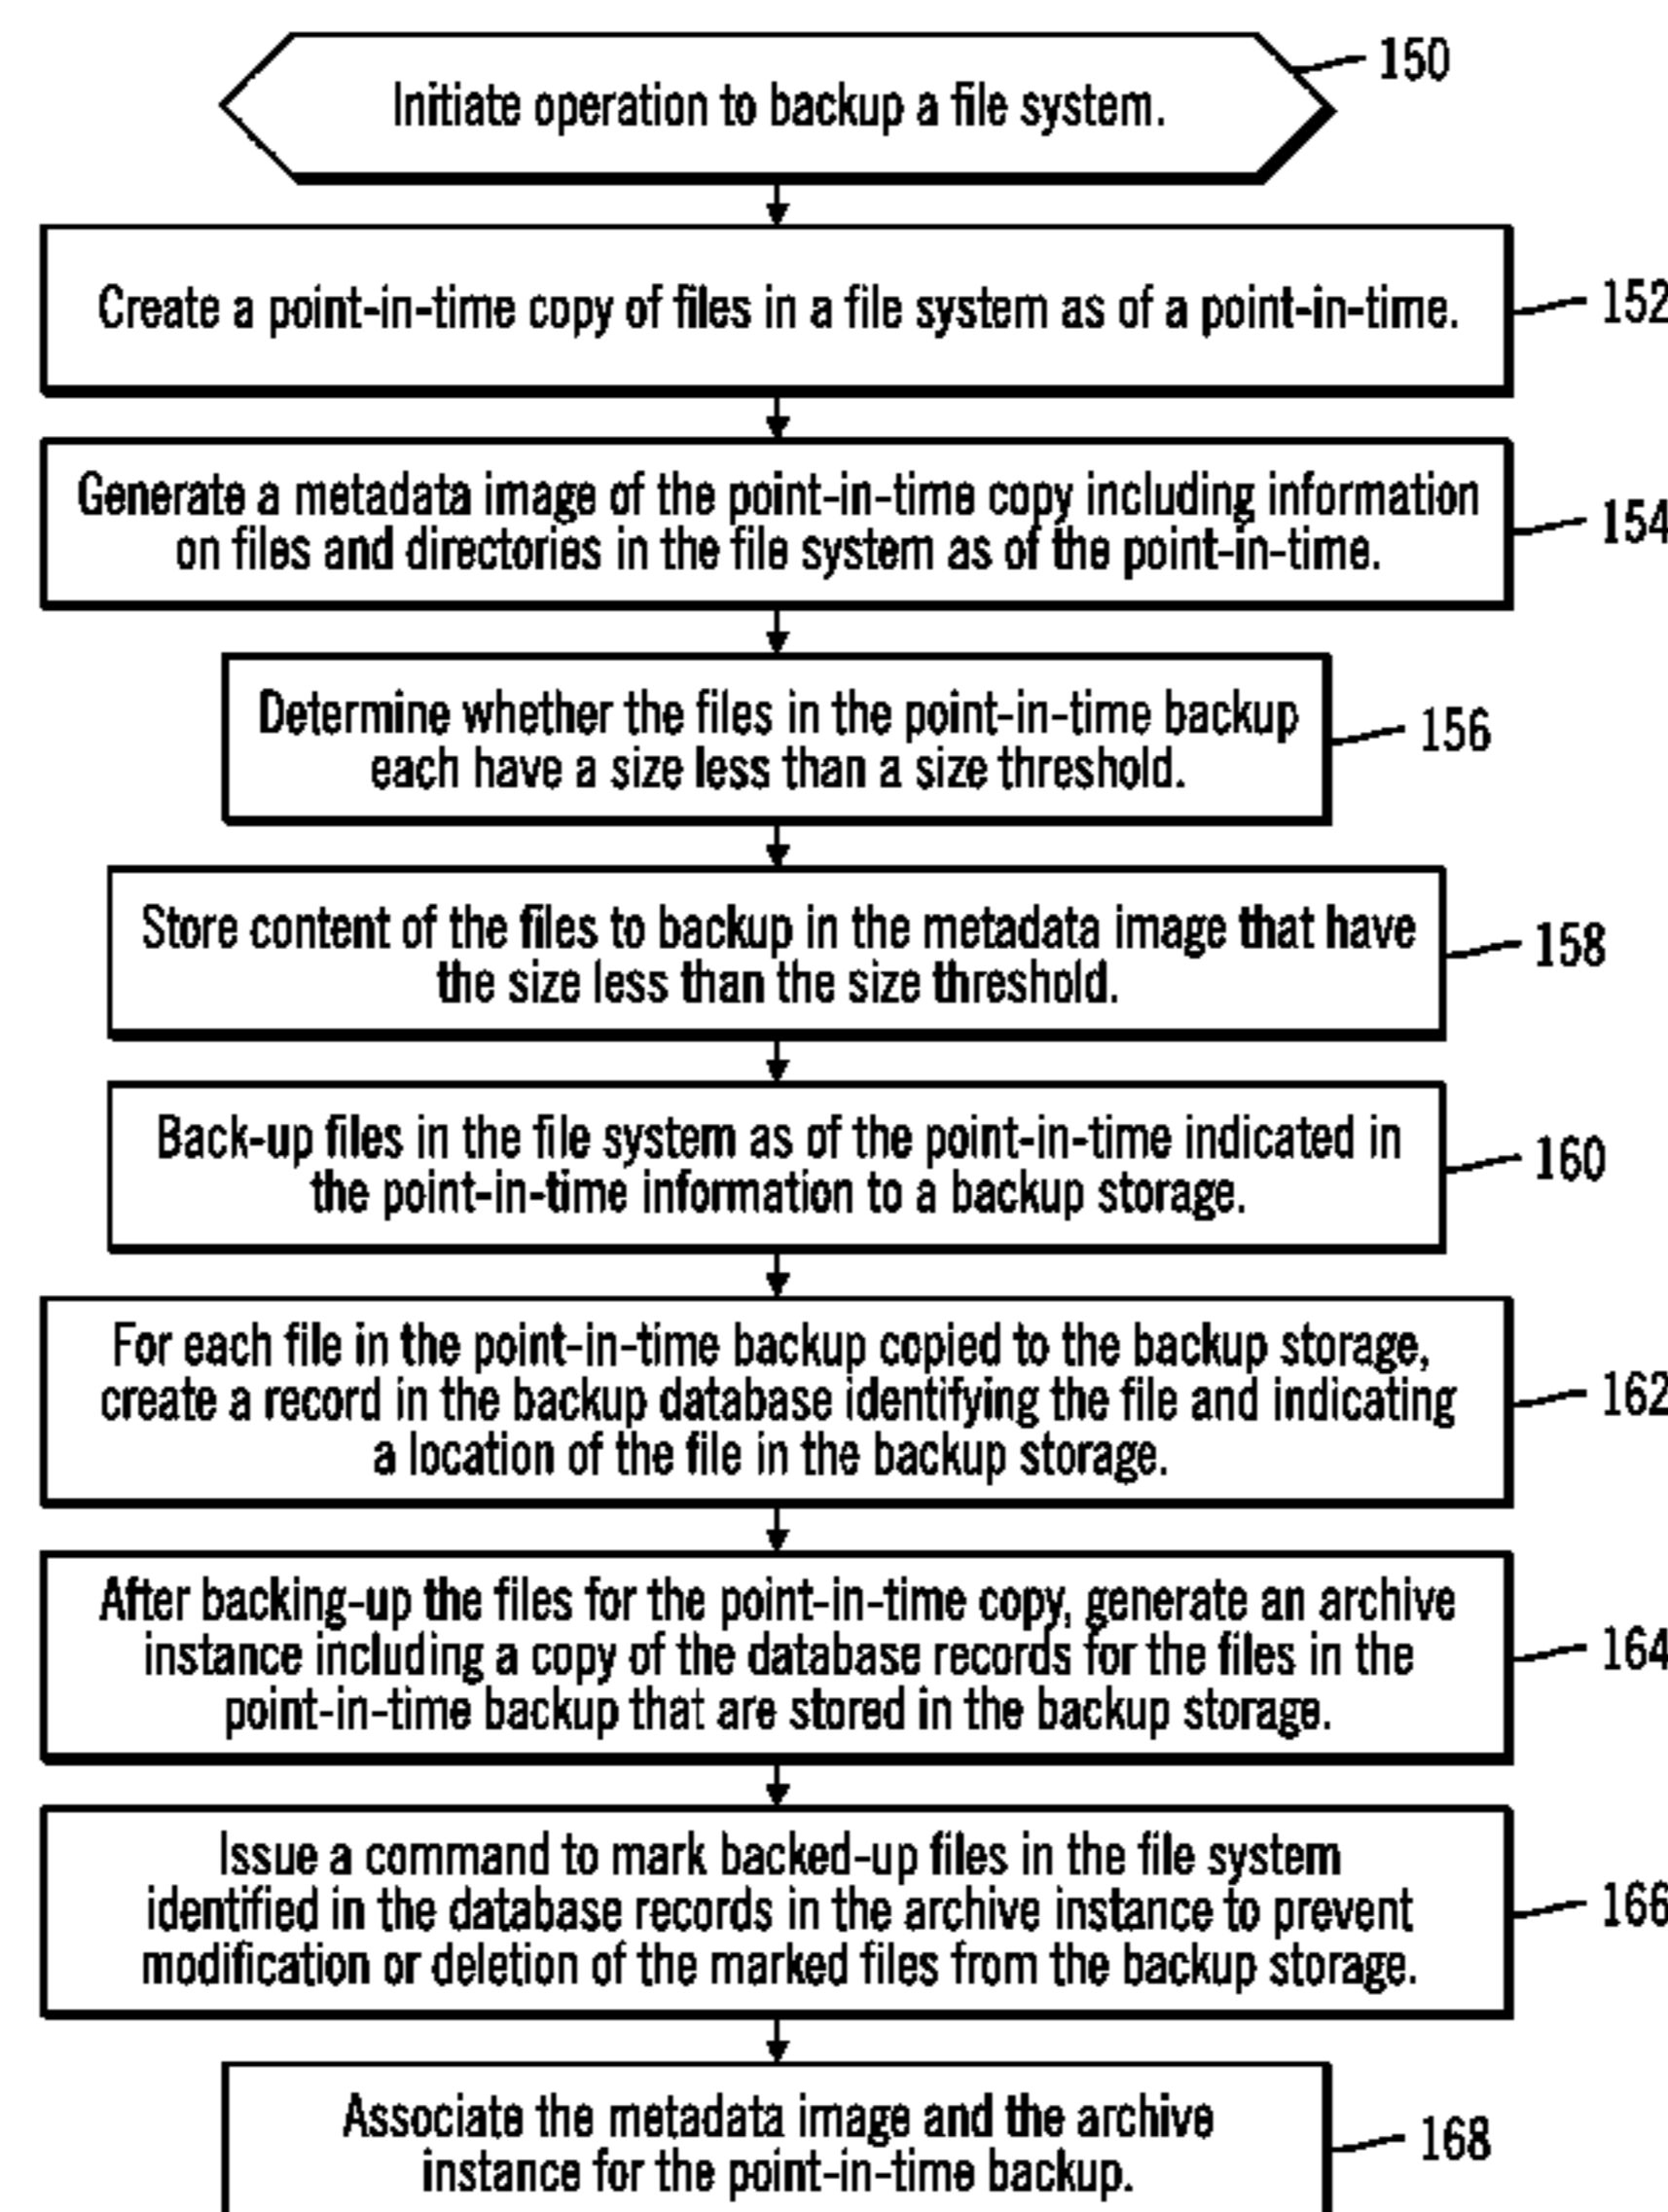 Initiate operation to backup a file system.
150
Create a point-in-time copy of files in a file system as of a point-in-time.
152
Generate a metadata image of the point-in-time copy including information
on files and directories in the file system as of the point-in-time.
154
Determine whether the files in the point-in-time backup
each have a size less than a size threshold.
156
Store content of the files to backup in the metadata image that have
the size less than the size threshold.
158
Back-up files in the file system as of the point-in-time indicated in
the point-in-time information to a backup storage.
160
For each file in the point-in-time backup copied to the backup storage,
create a record in the backup database identifying the file and indicating
a location of the file in the backup storage.
162
After backing-up the files for the point-in-time copy, generate an archive
instance including a copy of the database records for the files in the
point-in-time backup that are stored in the backup storage.
164
Issue a command to mark backed-up files in the file system
identified in the database records in the archive instance to prevent
modification or deletion of the marked files from the backup storage.
166
Associate the metadata image and the archive
instance for the point-in-time backup.
168